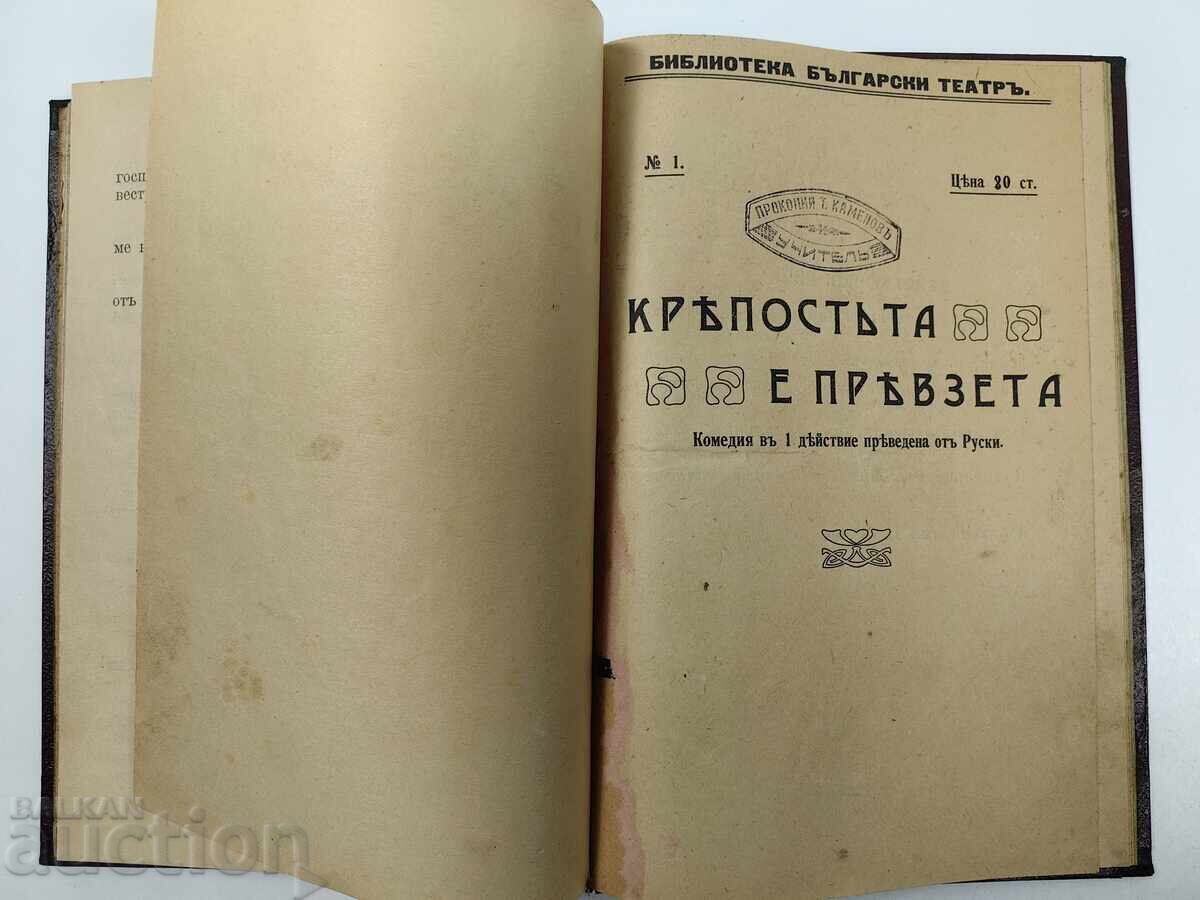 госп
вест
ме
отъ
БИБЛИОТЕКА БЪЛГАРСКИ ТЕАТРЪ.
№ 1.
Цѣна 20 ст.
ПРОКОПИЙ Т. КАМЕНОВЪ
УЧИТЕЛЬ
КРѢПОСТЬТА
Е ПРѢВЗЕТА
Комедия въ 1 дѣйствие прѣведена отъ Руски.
BALKAN
auction